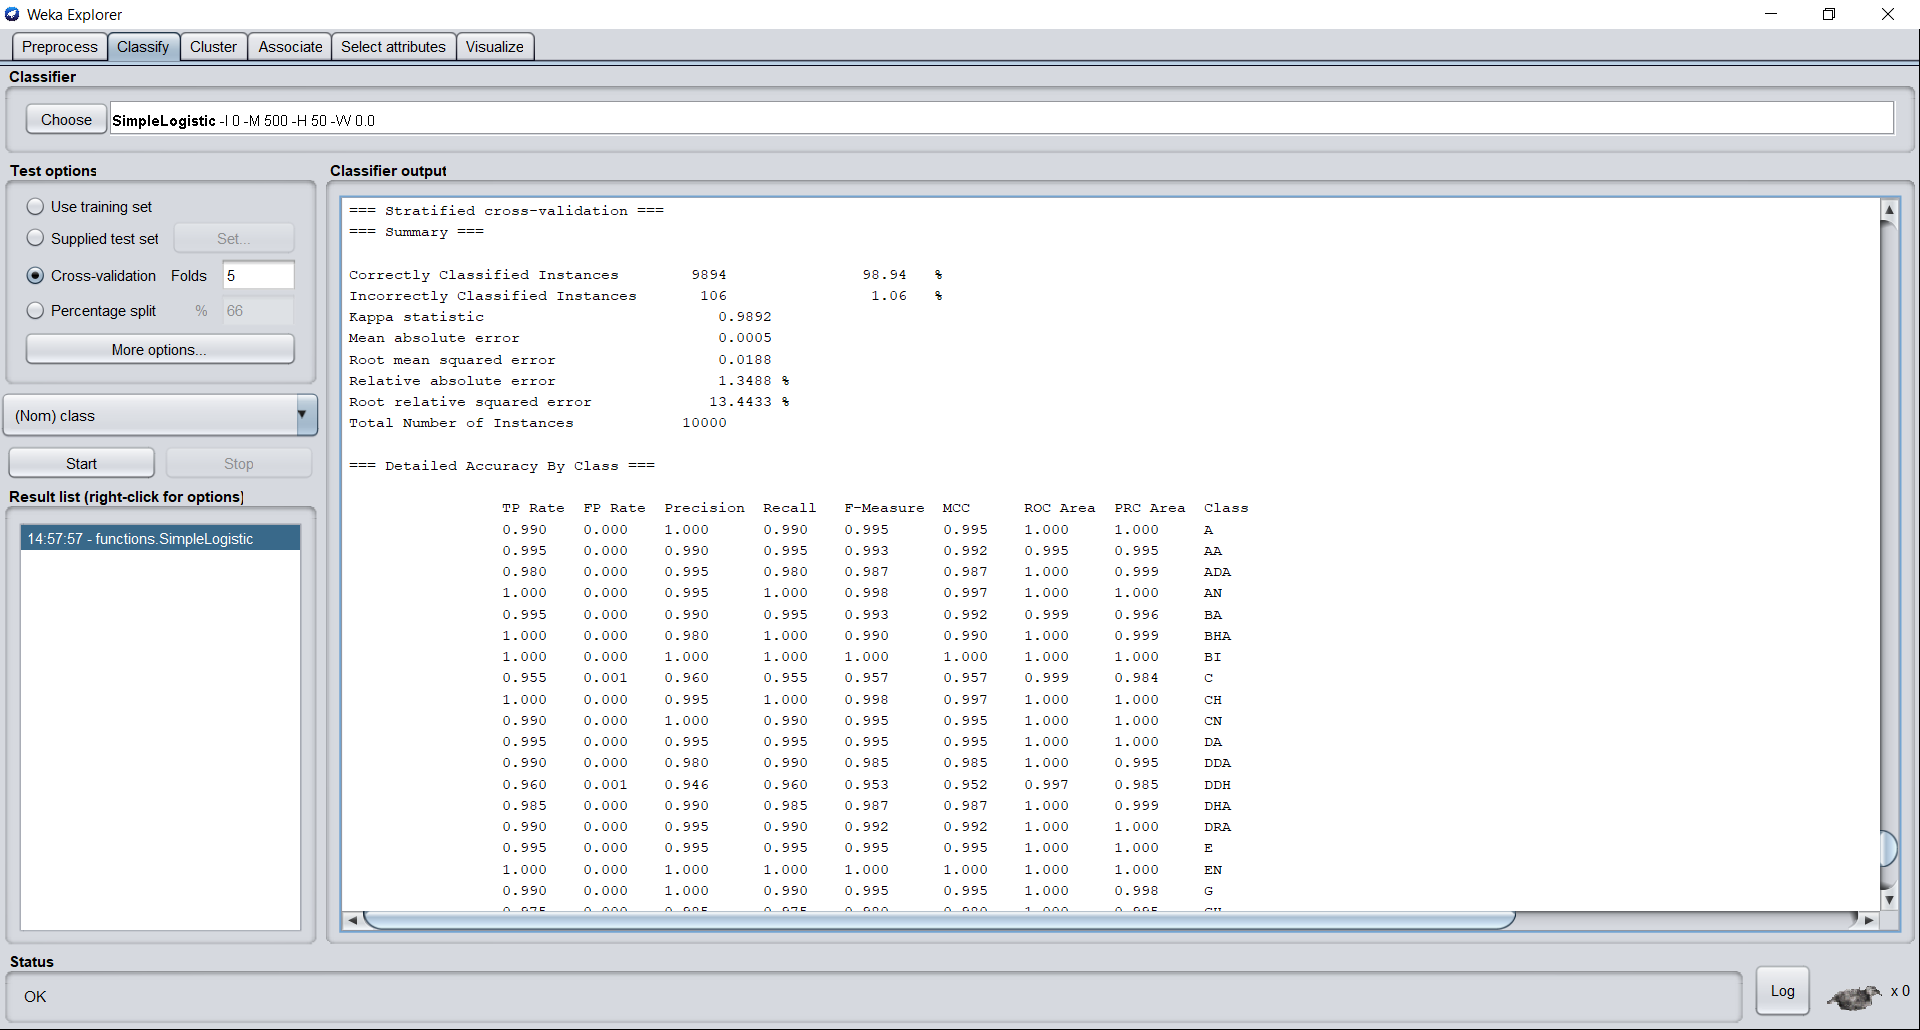 Weka Explorer
Preprocess Classify Cluster Associate Select attributes Visualize
Classifier
Choose SimpleLogistic -I 0 -M 500 -H 50 -W 0.0
Test options
Use training set
Supplied test set Set...
Cross-validation Folds 5
Percentage split % 66
More options...
(Nom) class
Start Stop
Result list (right-click for options)
14:57:57 - functions.SimpleLogistic
Classifier output
=== Stratified cross-validation ===
=== Summary ===
Correctly Classified Instances 9894 98.94 %
Incorrectly Classified Instances 106 1.06 %
Kappa statistic 0.9892
Mean absolute error 0.0005
Root mean squared error 0.0188
Relative absolute error 1.3488 %
Root relative squared error 13.4433 %
Total Number of Instances 10000
=== Detailed Accuracy By Class ===
TP Rate FP Rate Precision Recall F-Measure MCC ROC Area PRC Area Class
0.990 0.000 1.000 0.990 0.995 0.995 1.000 1.000 A
0.995 0.000 0.990 0.995 0.993 0.992 0.995 0.995 AA
0.980 0.000 0.995 0.980 0.987 0.987 1.000 0.999 ADA
1.000 0.000 0.995 1.000 0.998 0.997 1.000 1.000 AN
0.995 0.000 0.990 0.995 0.993 0.992 0.999 0.996 BA
1.000 0.000 0.980 1.000 0.990 0.990 1.000 0.999 BHA
1.000 0.000 1.000 1.000 1.000 1.000 1.000 1.000 BI
0.955 0.001 0.960 0.955 0.957 0.957 0.999 0.984 C
1.000 0.000 0.995 1.000 0.998 0.997 1.000 1.000 CH
0.990 0.000 1.000 0.990 0.995 0.995 1.000 1.000 CN
0.995 0.000 0.995 0.995 0.995 0.995 1.000 1.000 DA
0.990 0.000 0.980 0.990 0.985 0.985 1.000 0.995 DDA
0.960 0.001 0.946 0.960 0.953 0.952 0.997 0.985 DDH
0.985 0.000 0.990 0.985 0.987 0.987 1.000 0.999 DHA
0.990 0.000 0.995 0.990 0.992 0.992 1.000 1.000 DRA
0.995 0.000 0.995 0.995 0.995 0.995 1.000 1.000 E
1.000 0.000 1.000 1.000 1.000 1.000 1.000 1.000 EN
0.990 0.000 1.000 0.990 0.995 0.995 1.000 0.998 G
Status
OK
Log x 0